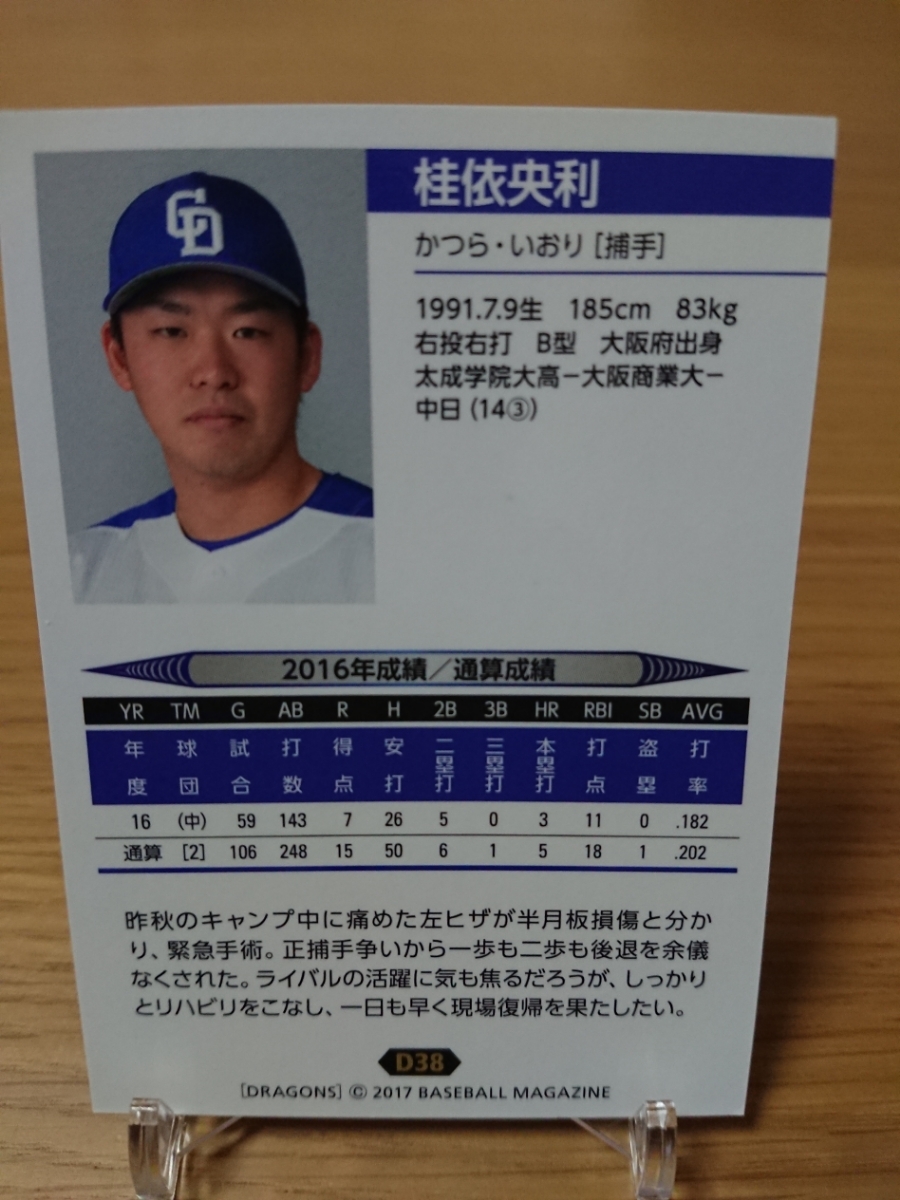 CD
桂依央利
かつら・いおり [捕手]
1991.7.9生 185cm 83kg
右投右打 B型 大阪府出身
太成学院大高－大阪商業大－
中日 (14③)
2016年成績／通算成績
YR TM G AB R H 2B 3B HR RBI SB AVG
年度 球団 試合 打数 得点 安打 二塁打 三塁打 本塁打 打点 盗塁 打率
16 (中) 59 143 7 26 5 0 3 11 0 .182
通算 [2] 106 248 15 50 6 1 5 18 1 .202
昨秋のキャンプ中に痛めた左ヒザが半月板損傷と分か
り、緊急手術。正捕手争いから一歩も二歩も後退を余儀
なくされた。ライバルの活躍に気も焦るだろうが、しっかり
とリハビリをこなし、一日も早く現場復帰を果たしたい。
D38
[DRAGONS] © 2017 BASEBALL MAGAZINE